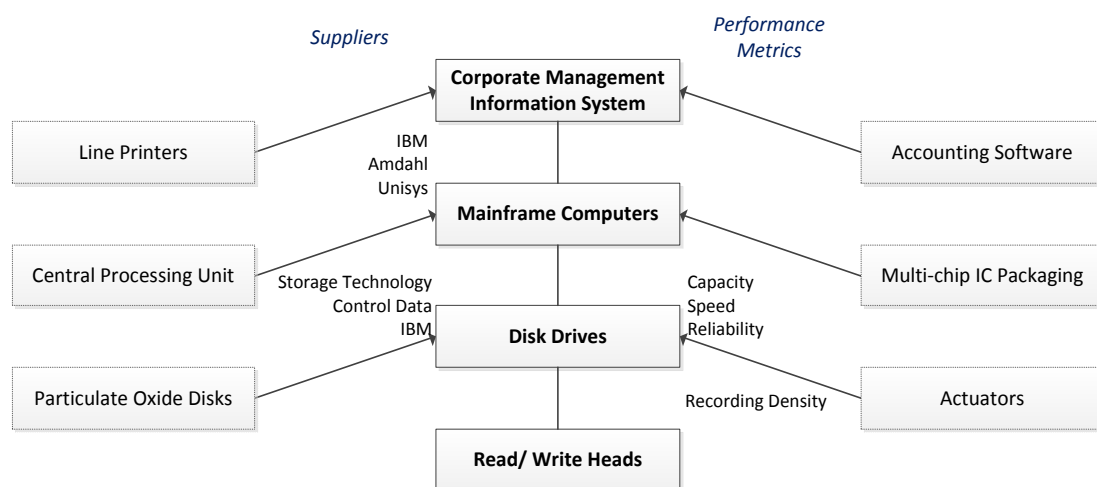 Suppliers
Performance
Metrics
Corporate Management
Information System
Line Printers
IBM
Amdahl
Unisys
Accounting Software
Mainframe Computers
Central Processing Unit
Storage Technology
Control Data
IBM
Capacity
Speed
Reliability
Multi-chip IC Packaging
Disk Drives
Particulate Oxide Disks
Recording Density
Actuators
Read/ Write Heads